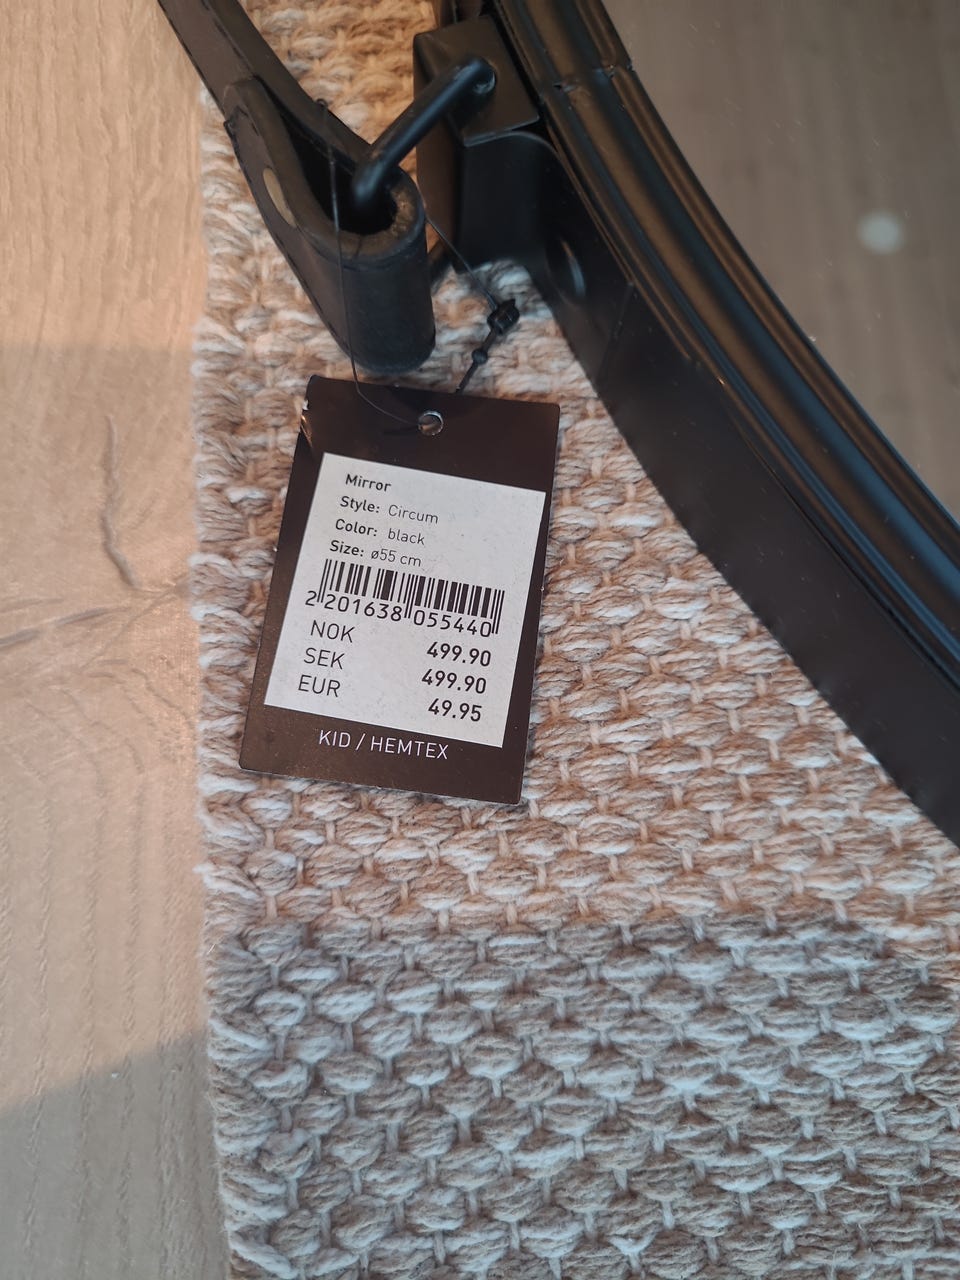 Mirror
Style: Circum
Color: black
Size: ø55 cm
2 201638 055440
NOK 499.90
SEK 499.90
EUR 49.95
KID / HEMTEX